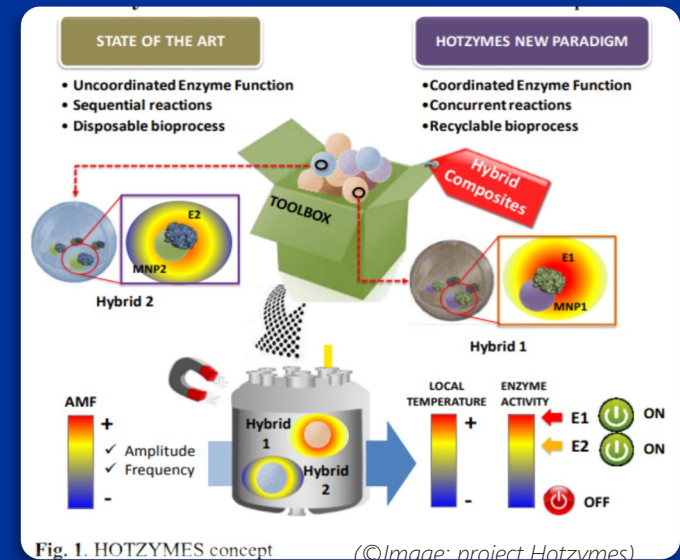 STATE OF THE ART
HOTZYMES NEW PARADIGM
• Uncoordinated Enzyme Function
• Sequential reactions
• Disposable bioprocess
•Coordinated Enzyme Function
•Concurrent reactions
•Recyclable bioprocess
Hybrid
Composites
TOOLBOX
E2
MNP2
Hybrid 2
E1
MNP1
Hybrid 1
AMF
+
✓ Amplitude
✓ Frequency
-
Hybrid
1
Hybrid
2
LOCAL
TEMPERATURE
+
-
ENZYME
ACTIVITY
E1 ON
E2 ON
OFF
Fig. 1. HOTZYMES concept
(©Image: project Hotzymes)